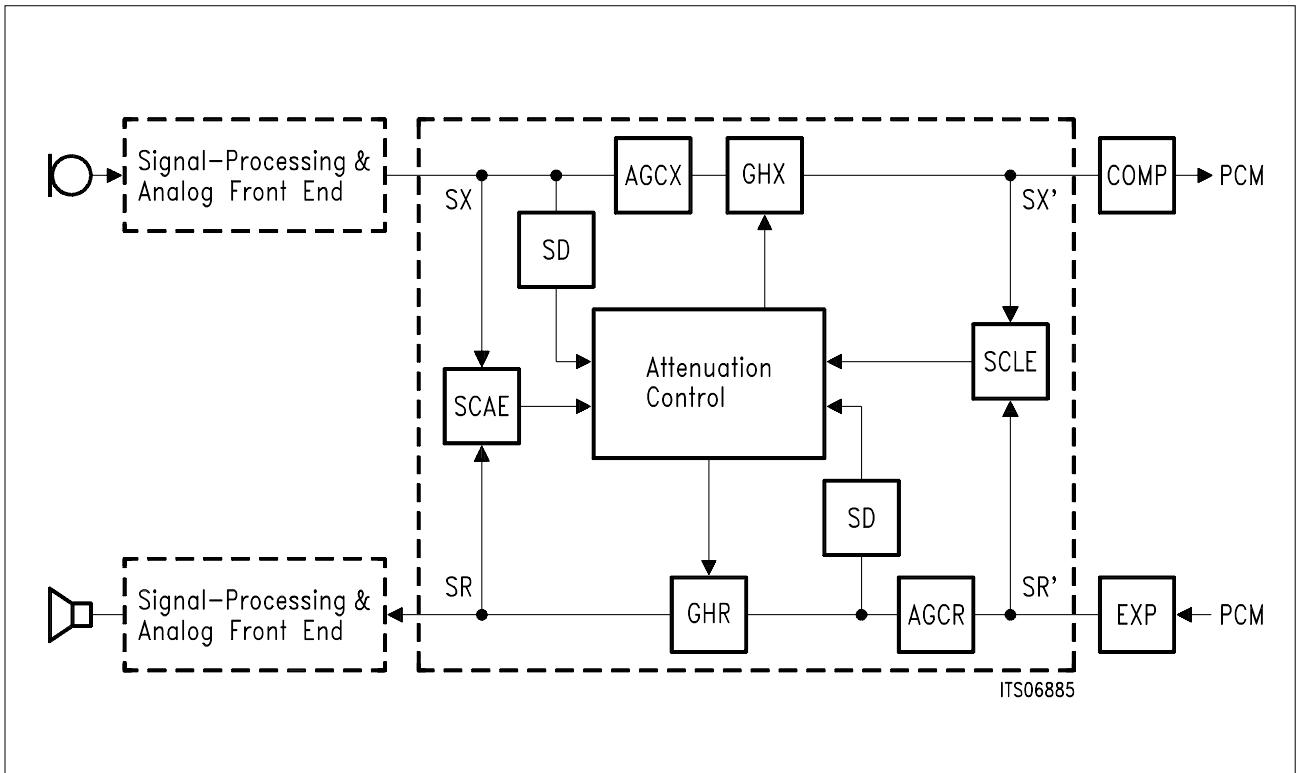 Signal-Processing &
Analog Front End
SX
SD
AGCX
GHX
SX'
COMP
PCM
Attenuation
Control
SCAE
SCLE
SD
Signal-Processing &
Analog Front End
SR
GHR
AGCR
SR'
EXP
PCM
ITS06885